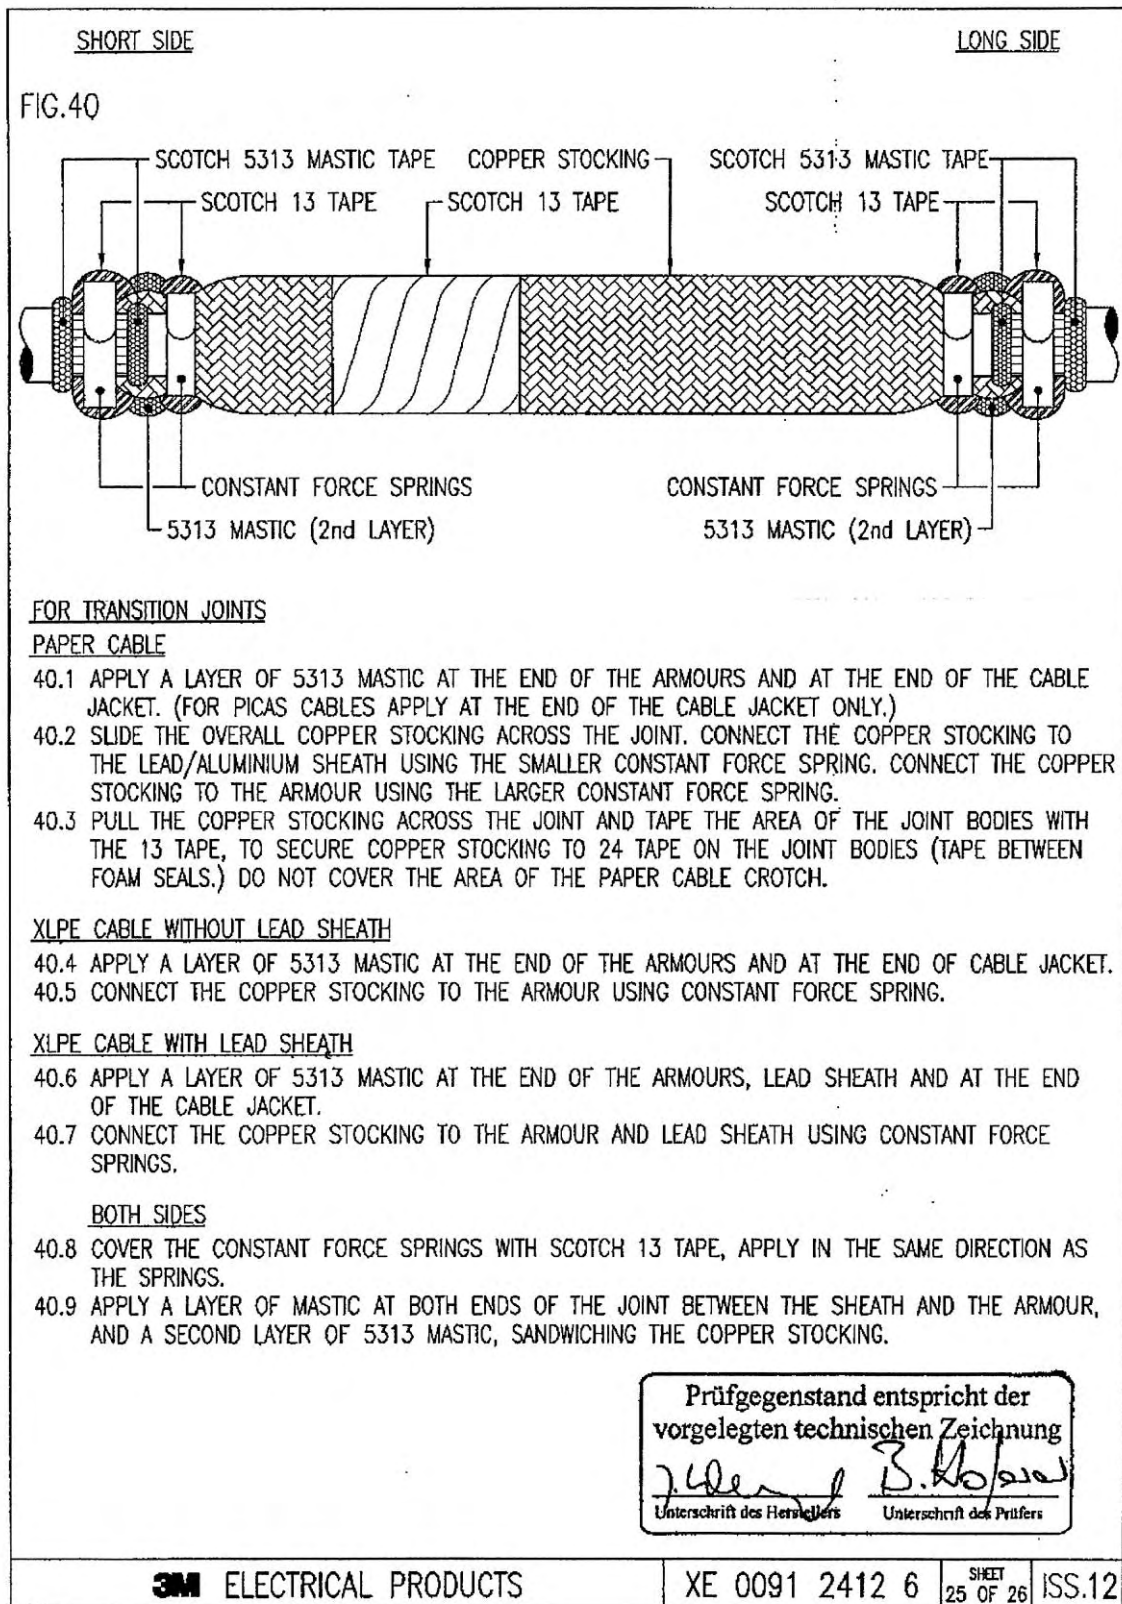 SHORT SIDE
LONG SIDE
FIG.40
SCOTCH 5313 MASTIC TAPE
COPPER STOCKING
SCOTCH 5313 MASTIC TAPE
SCOTCH 13 TAPE
SCOTCH 13 TAPE
SCOTCH 13 TAPE
CONSTANT FORCE SPRINGS
CONSTANT FORCE SPRINGS
5313 MASTIC (2nd LAYER)
5313 MASTIC (2nd LAYER)
FOR TRANSITION JOINTS
PAPER CABLE
40.1 APPLY A LAYER OF 5313 MASTIC AT THE END OF THE ARMOURS AND AT THE END OF THE CABLE
JACKET. (FOR PICAS CABLES APPLY AT THE END OF THE CABLE JACKET ONLY.)
40.2 SLIDE THE OVERALL COPPER STOCKING ACROSS THE JOINT. CONNECT THE COPPER STOCKING TO
THE LEAD/ALUMINIUM SHEATH USING THE SMALLER CONSTANT FORCE SPRING. CONNECT THE COPPER
STOCKING TO THE ARMOUR USING THE LARGER CONSTANT FORCE SPRING.
40.3 PULL THE COPPER STOCKING ACROSS THE JOINT AND TAPE THE AREA OF THE JOINT BODIES WITH
THE 13 TAPE, TO SECURE COPPER STOCKING TO 24 TAPE ON THE JOINT BODIES (TAPE BETWEEN
FOAM SEALS.) DO NOT COVER THE AREA OF THE PAPER CABLE CROTCH.
XLPE CABLE WITHOUT LEAD SHEATH
40.4 APPLY A LAYER OF 5313 MASTIC AT THE END OF THE ARMOURS AND AT THE END OF CABLE JACKET.
40.5 CONNECT THE COPPER STOCKING TO THE ARMOUR USING CONSTANT FORCE SPRING.
XLPE CABLE WITH LEAD SHEATH
40.6 APPLY A LAYER OF 5313 MASTIC AT THE END OF THE ARMOURS, LEAD SHEATH AND AT THE END
OF THE CABLE JACKET.
40.7 CONNECT THE COPPER STOCKING TO THE ARMOUR AND LEAD SHEATH USING CONSTANT FORCE
SPRINGS.
BOTH SIDES
40.8 COVER THE CONSTANT FORCE SPRINGS WITH SCOTCH 13 TAPE, APPLY IN THE SAME DIRECTION AS
THE SPRINGS.
40.9 APPLY A LAYER OF MASTIC AT BOTH ENDS OF THE JOINT BETWEEN THE SHEATH AND THE ARMOUR,
AND A SECOND LAYER OF 5313 MASTIC, SANDWICHING THE COPPER STOCKING.
Prüfgegenstand entspricht der
vorgelegten technischen Zeichnung
Unterschrift des Herstellers
Unterschrift des Prüfers
3M ELECTRICAL PRODUCTS
XE 0091 2412 6
SHEET
25 OF 26
ISS.12